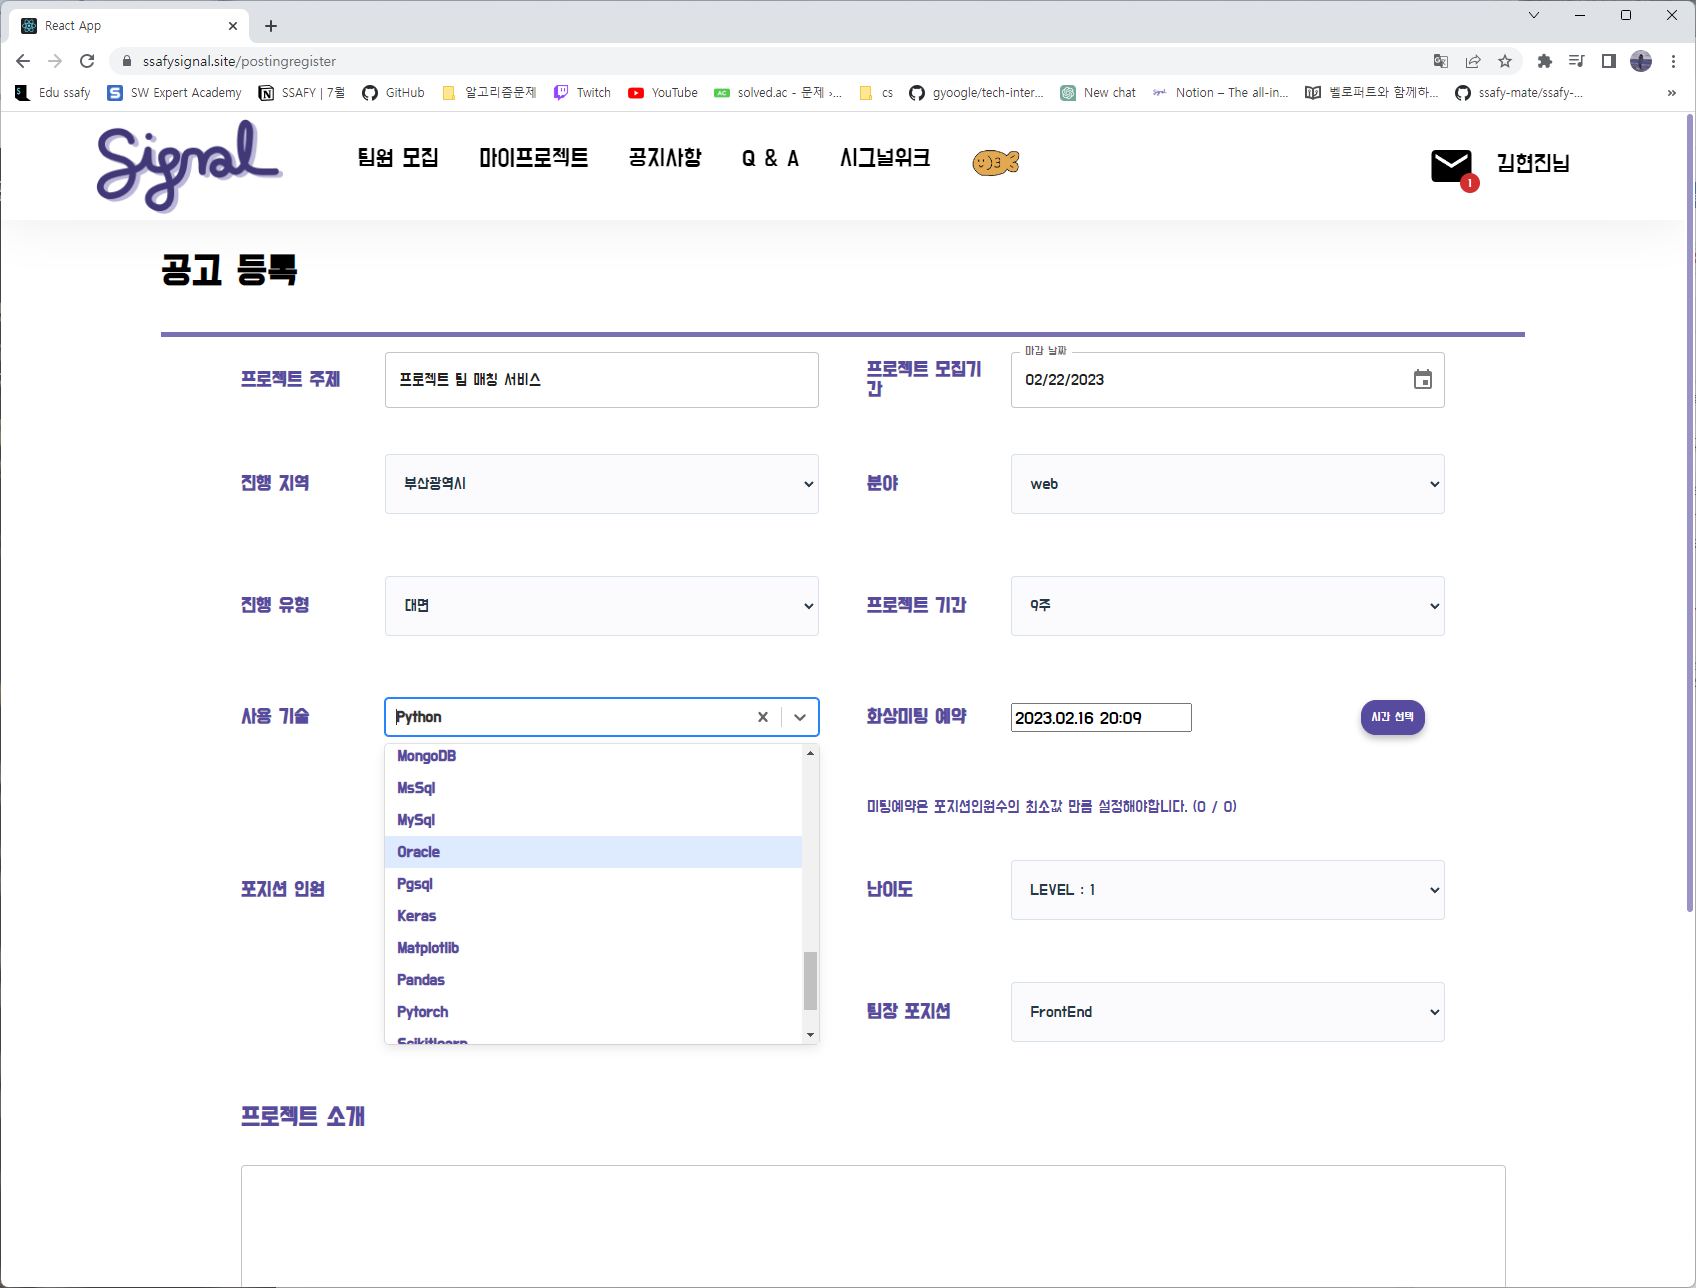 React App
ssafysignal.site/postingregister
Edu ssafy
SW Expert Academy
SSAFY | 7월
GitHub
알고리즘문제
Twitch
YouTube
solved.ac - 문제 ›...
cs
gyoogle/tech-inter...
New chat
Notion – The all-in...
벨로퍼트와 함께하...
ssafy-mate/ssafy-...
»
Signal
팀원 모집
마이프로젝트
공지사항
Q & A
시그널위크
1
김현진님
공고 등록
프로젝트 주제
프로젝트 팀 매칭 서비스
프로젝트 모집기
간
마감 날짜
02/22/2023
진행 지역
부산광역시
분야
web
진행 유형
대면
프로젝트 기간
9주
사용 기술
Python
화상미팅 예약
2023.02.16 20:09
시간 선택
MongoDB
MsSql
MySql
Oracle
Pgsql
Keras
Matplotlib
Pandas
Pytorch
Scikitlearn
미팅예약은 포지션인원수의 최소값 만큼 설정해야합니다. (0 / 0)
포지션 인원
난이도
LEVEL : 1
팀장 포지션
FrontEnd
프로젝트 소개